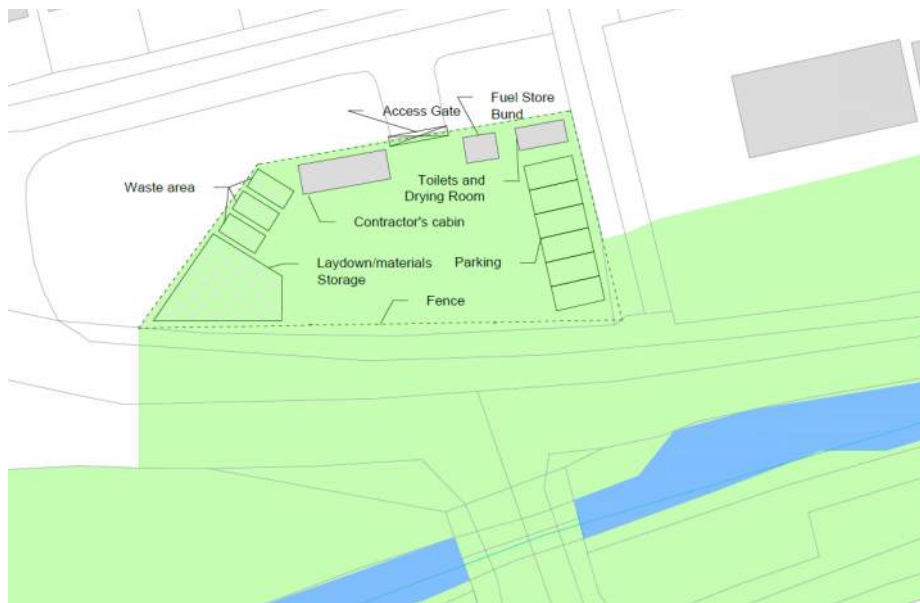 Fuel Store
Bund
Access Gate
Waste area
Toilets and
Drying Room
Contractor's cabin
Laydown/materials
Storage
Parking
Fence